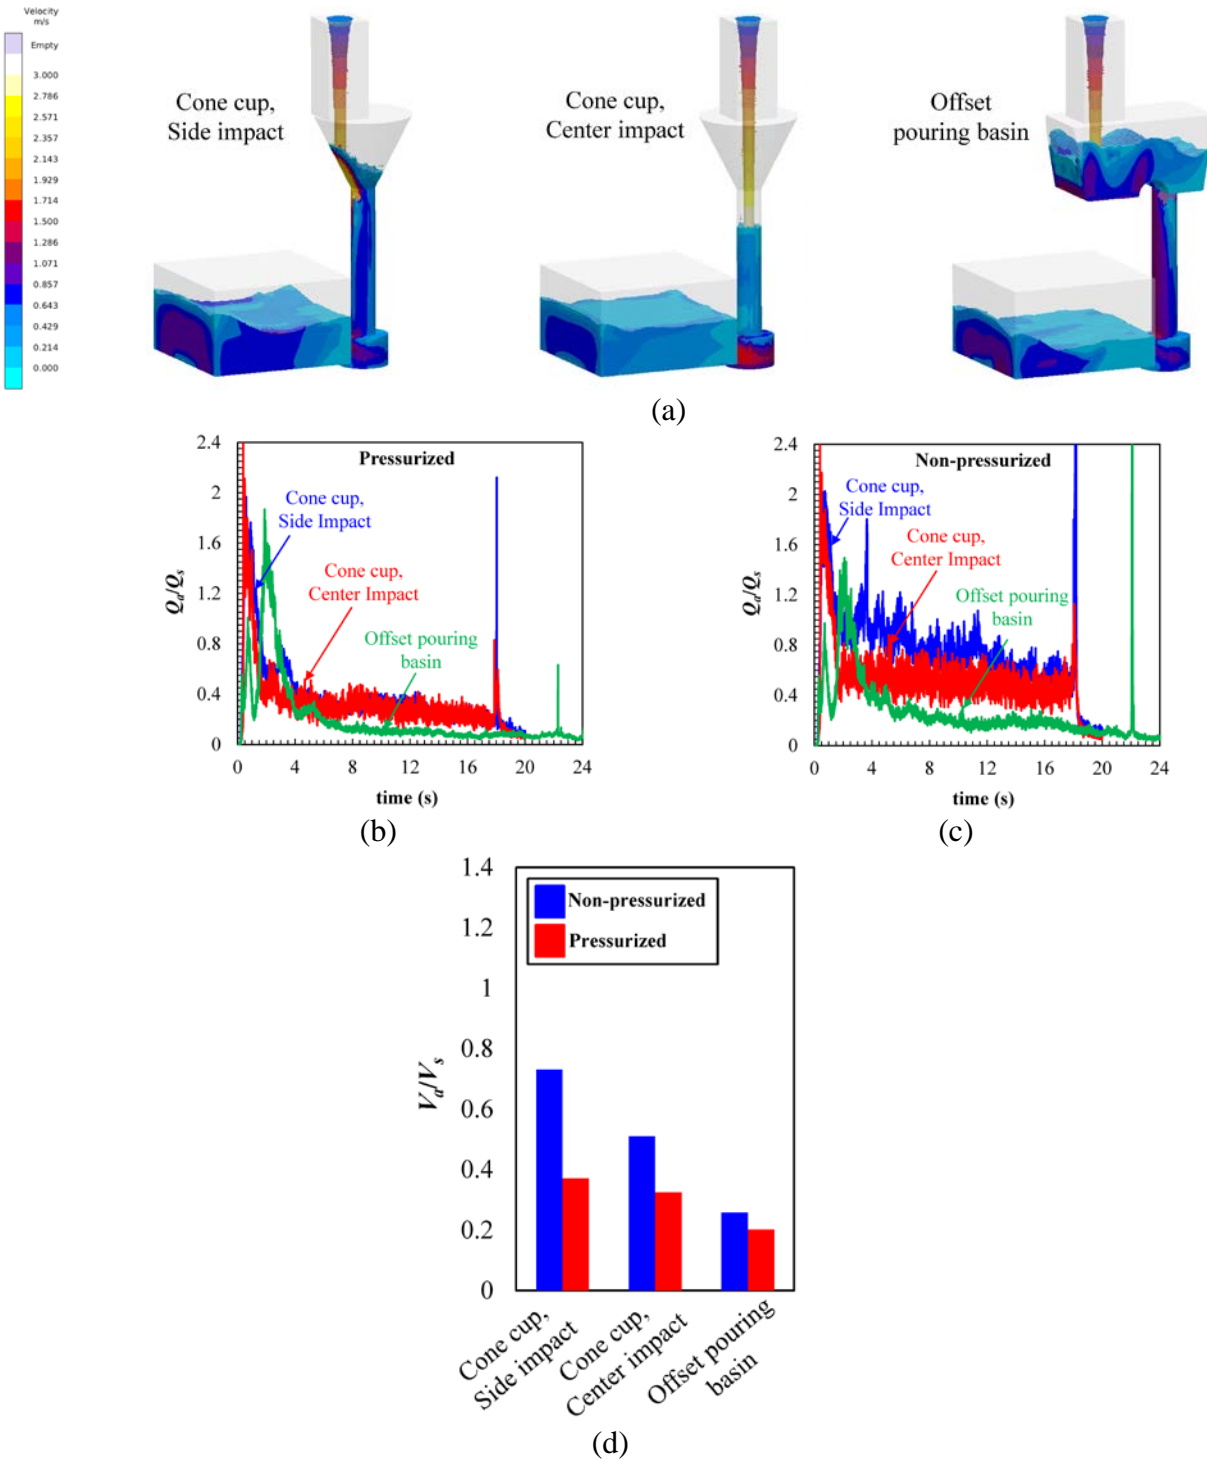 Velocity
m/s
Empty
3.000
2.786
2.571
2.357
2.143
1.929
1.714
1.500
1.286
1.071
0.857
0.643
0.429
0.214
0.000
Cone cup,
Side impact
Cone cup,
Center impact
Offset
pouring basin
(a)
Qa/Qs
2.4
2
1.6
1.2
0.8
0.4
0
Pressurized
Cone cup,
Side Impact
Cone cup,
Center Impact
Offset pouring
basin
0 4 8 12 16 20 24
time (s)
(b)
Qa/Qs
2.4
2
1.6
1.2
0.8
0.4
0
Non-pressurized
Cone cup,
Side Impact
Cone cup,
Center Impact
Offset pouring
basin
0 4 8 12 16 20 24
time (s)
(c)
Va/Vs
1.4
1.2
1
0.8
0.6
0.4
0.2
0
Non-pressurized
Pressurized
Cone cup,
Side impact
Cone cup,
Center impact
Offset pouring
basin
(d)